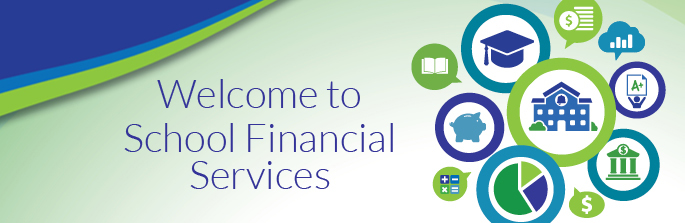 Welcome to
School Financial
Services
$
A+
$
$